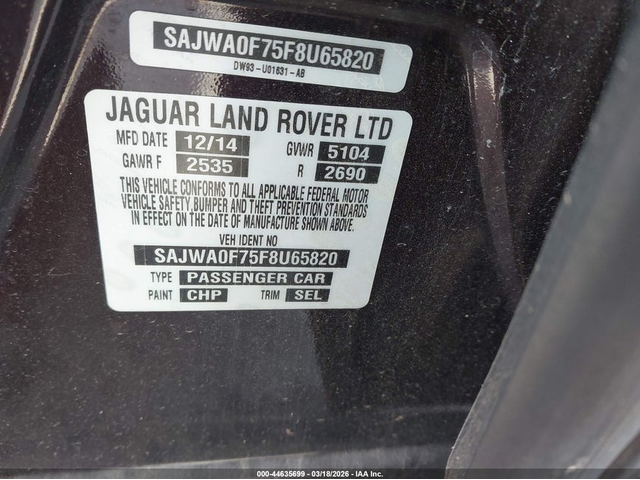 SAJWA0F75F8U65820
DW93-U01631-AB
JAGUAR LAND ROVER LTD
MFD DATE 12/14 GVWR 5104
GAWR F 2535 R 2690
THIS VEHICLE CONFORMS TO ALL APPLICABLE FEDERAL MOTOR
VEHICLE SAFETY, BUMPER AND THEFT PREVENTION STANDARDS
IN EFFECT ON THE DATE OF MANUFACTURE SHOWN ABOVE.
VEH IDENT NO
SAJWA0F75F8U65820
TYPE PASSENGER CAR
PAINT CHP TRIM SEL
000-44635699 | 03/18/2026 - IAA Inc.